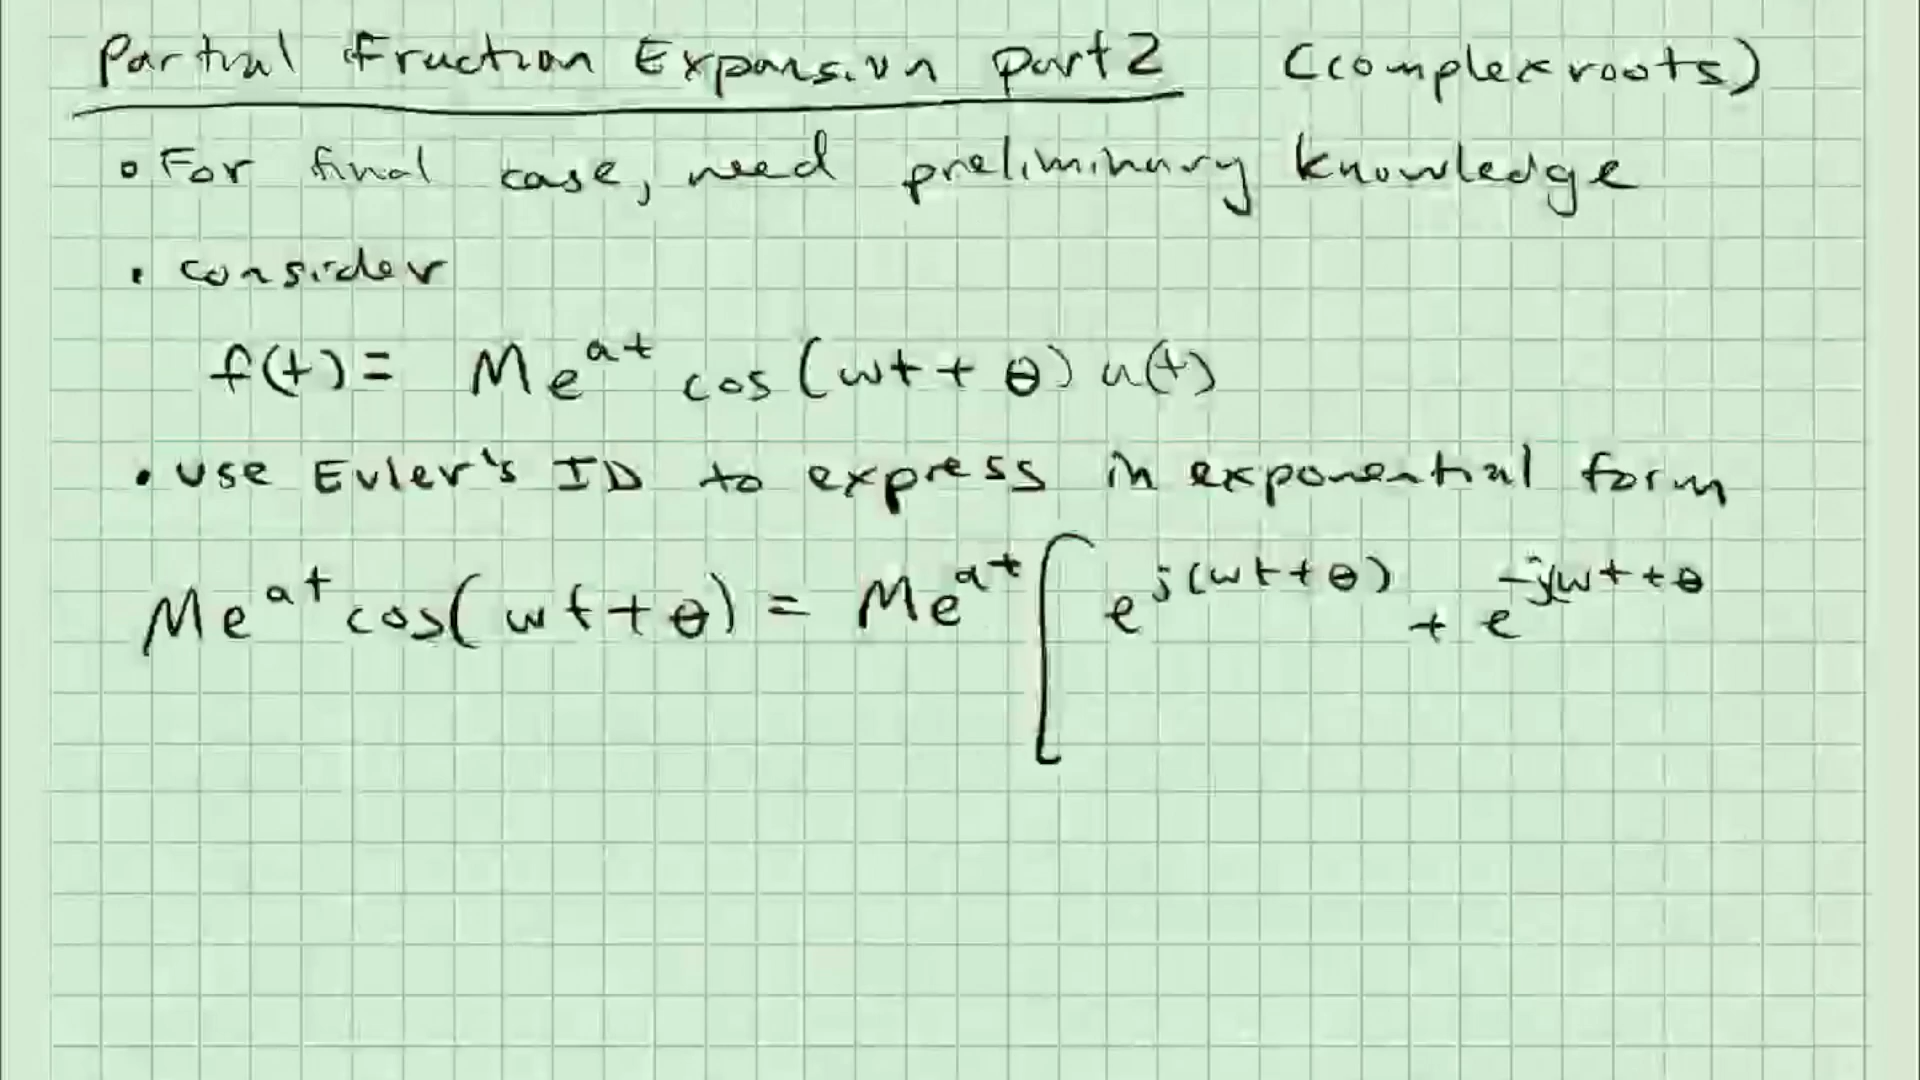 Partial Fraction Expansion part 2 (complex roots)
• For final case, need preliminary knowledge
• consider
f(t) = Me^{at} cos(ωt + θ) u(t)
• Use Euler's ID to express in exponential form
Me^{at} cos(ωt + θ) = Me^{at} [ e^{j(ωt+θ)} + e^{-j(ωt+θ}